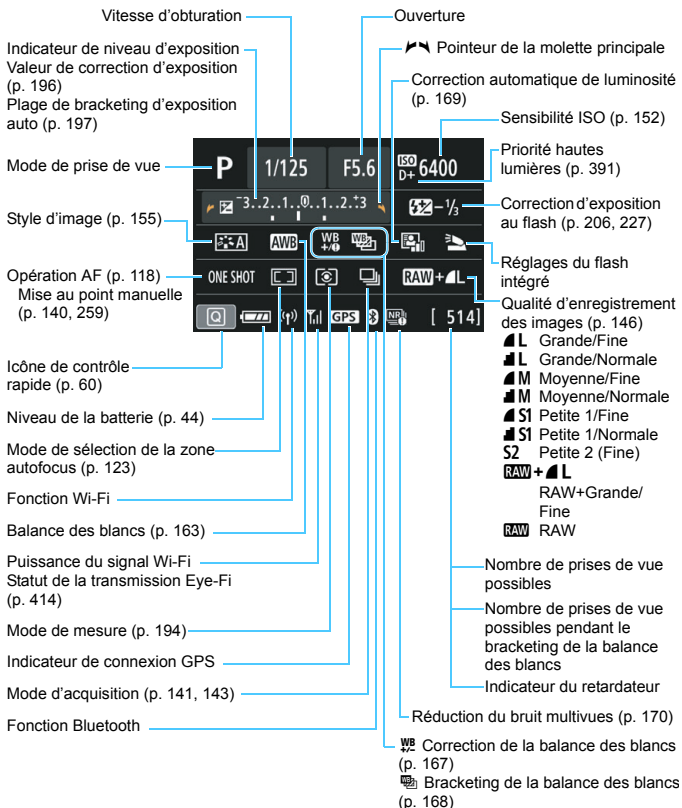 Vitesse d'obturation
Ouverture
Indicateur de niveau d'exposition
Valeur de correction d'exposition
(p. 196)
Plage de bracketing d'exposition
auto (p. 197)
Pointeur de la molette principale
Correction automatique de luminosité
(p. 169)
Sensibilité ISO (p. 152)
Mode de prise de vue
Priorité hautes
lumières (p. 391)
P 1/125 F5.6 ISO D+ 6400
-3..2..1..0..1..2.+3 -1/3
Correction d'exposition
au flash (p. 206, 227)
Style d'image (p. 155)
A AWB WB +/- WB
Réglages du flash
intégré
Opération AF (p. 118)
Mise au point manuelle
(p. 140, 259)
ONE SHOT RAW+L
Q GPS NR [ 514]
Qualité d'enregistrement
des images (p. 146)
L Grande/Fine
L Grande/Normale
M Moyenne/Fine
M Moyenne/Normale
S1 Petite 1/Fine
S1 Petite 1/Normale
S2 Petite 2 (Fine)
RAW + L
RAW+Grande/
Fine
RAW RAW
Icône de contrôle
rapide (p. 60)
Niveau de la batterie (p. 44)
Mode de sélection de la zone
autofocus (p. 123)
Fonction Wi-Fi
Balance des blancs (p. 163)
Puissance du signal Wi-Fi
Statut de la transmission Eye-Fi
(p. 414)
Mode de mesure (p. 194)
Indicateur de connexion GPS
Mode d'acquisition (p. 141, 143)
Fonction Bluetooth
Nombre de prises de vue
possibles
Nombre de prises de vue
possibles pendant le
bracketing de la balance
des blancs
Indicateur du retardateur
Réduction du bruit multivues (p. 170)
WB +/- Correction de la balance des blancs
(p. 167)
WB Bracketing de la balance des blancs
(p. 168)